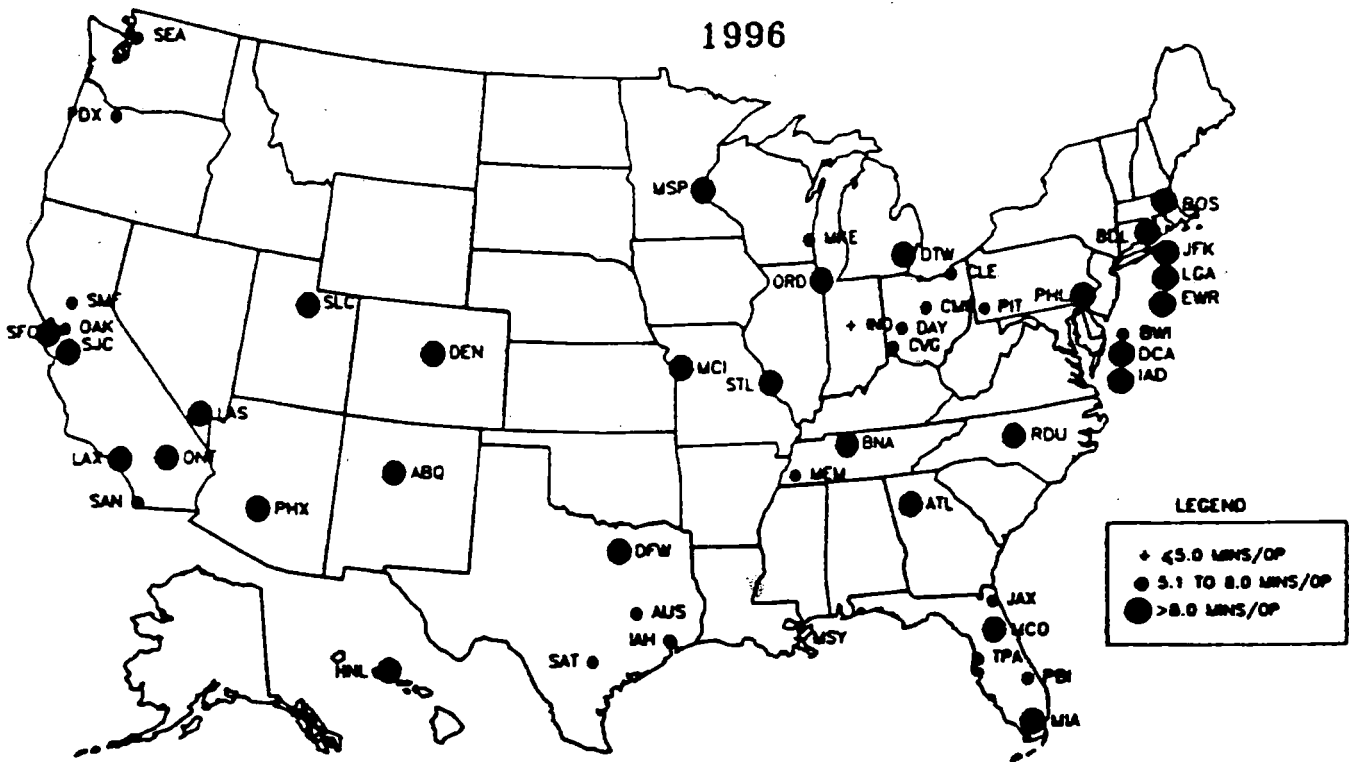 1996
SEA
PDX
MSP
BOS
MKE
BDL
DTW
JFK
CLE
ORD
LGA
SLC
PHL
EWR
SMF
CMH
PIT
SFO
OAK
IND
DAY
BWI
SJC
CVG
DCA
DEN
MCI
IAD
STL
LAS
RDU
BNA
LAX
ONT
ABQ
MEM
SAN
PHX
ATL
LEGEND
DFW
+ ≤5.0 MINS/OP
5.1 TO 8.0 MINS/OP
JAX
>8.0 MINS/OP
AUS
MCO
IAH
MSY
SAT
TPA
HNL
PBI
MIA